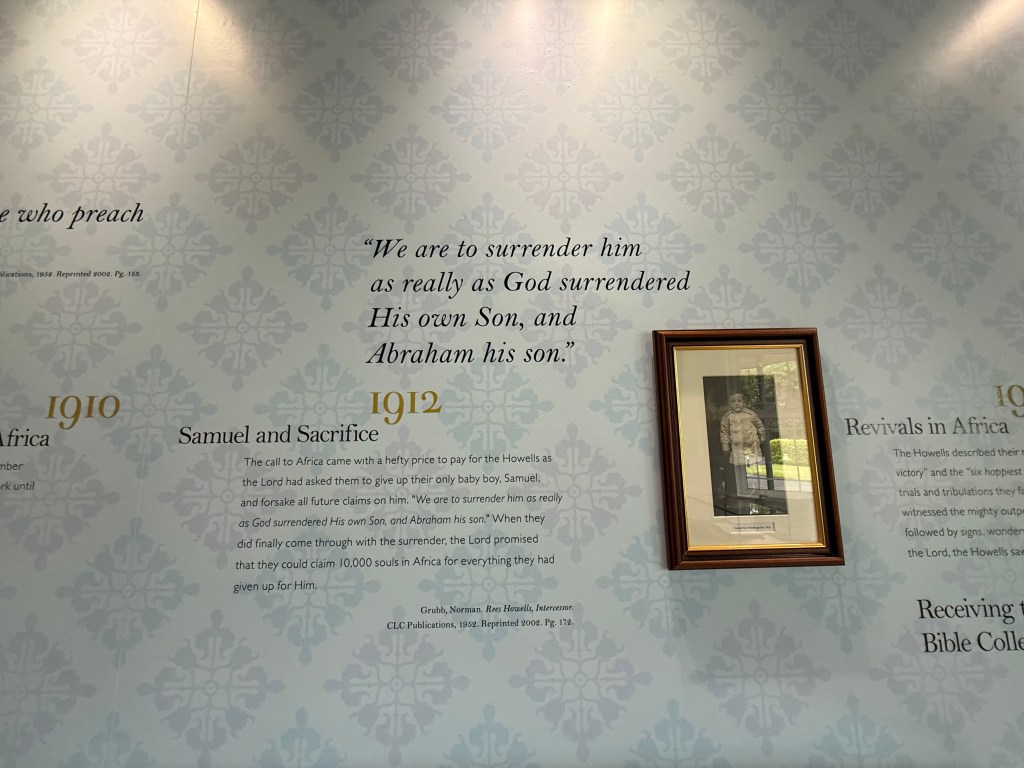 e who preach
blications, 1952. Reprinted 2002. Pg. 153.
"We are to surrender him
as really as God surrendered
His own Son, and
Abraham his son."
1910
Africa
mber
rk until
1912
Samuel and Sacrifice
The call to Africa came with a hefty price to pay for the Howells as
the Lord had asked them to give up their only baby boy, Samuel,
and forsake all future claims on him. "We are to surrender him as really
as God surrendered His own Son, and Abraham his son." When they
did finally come through with the surrender, the Lord promised
that they could claim 10,000 souls in Africa for everything they had
given up for Him.
Grubb, Norman. Rees Howells, Intercessor.
CLC Publications, 1952. Reprinted 2002. Pg. 172.
19
Revivals in Africa
The Howells described their
victory" and the "six happiest
trials and tribulations they fa
witnessed the mighty outp
followed by signs, wonder
the Lord, the Howells saw
Receiving t
Bible Colle